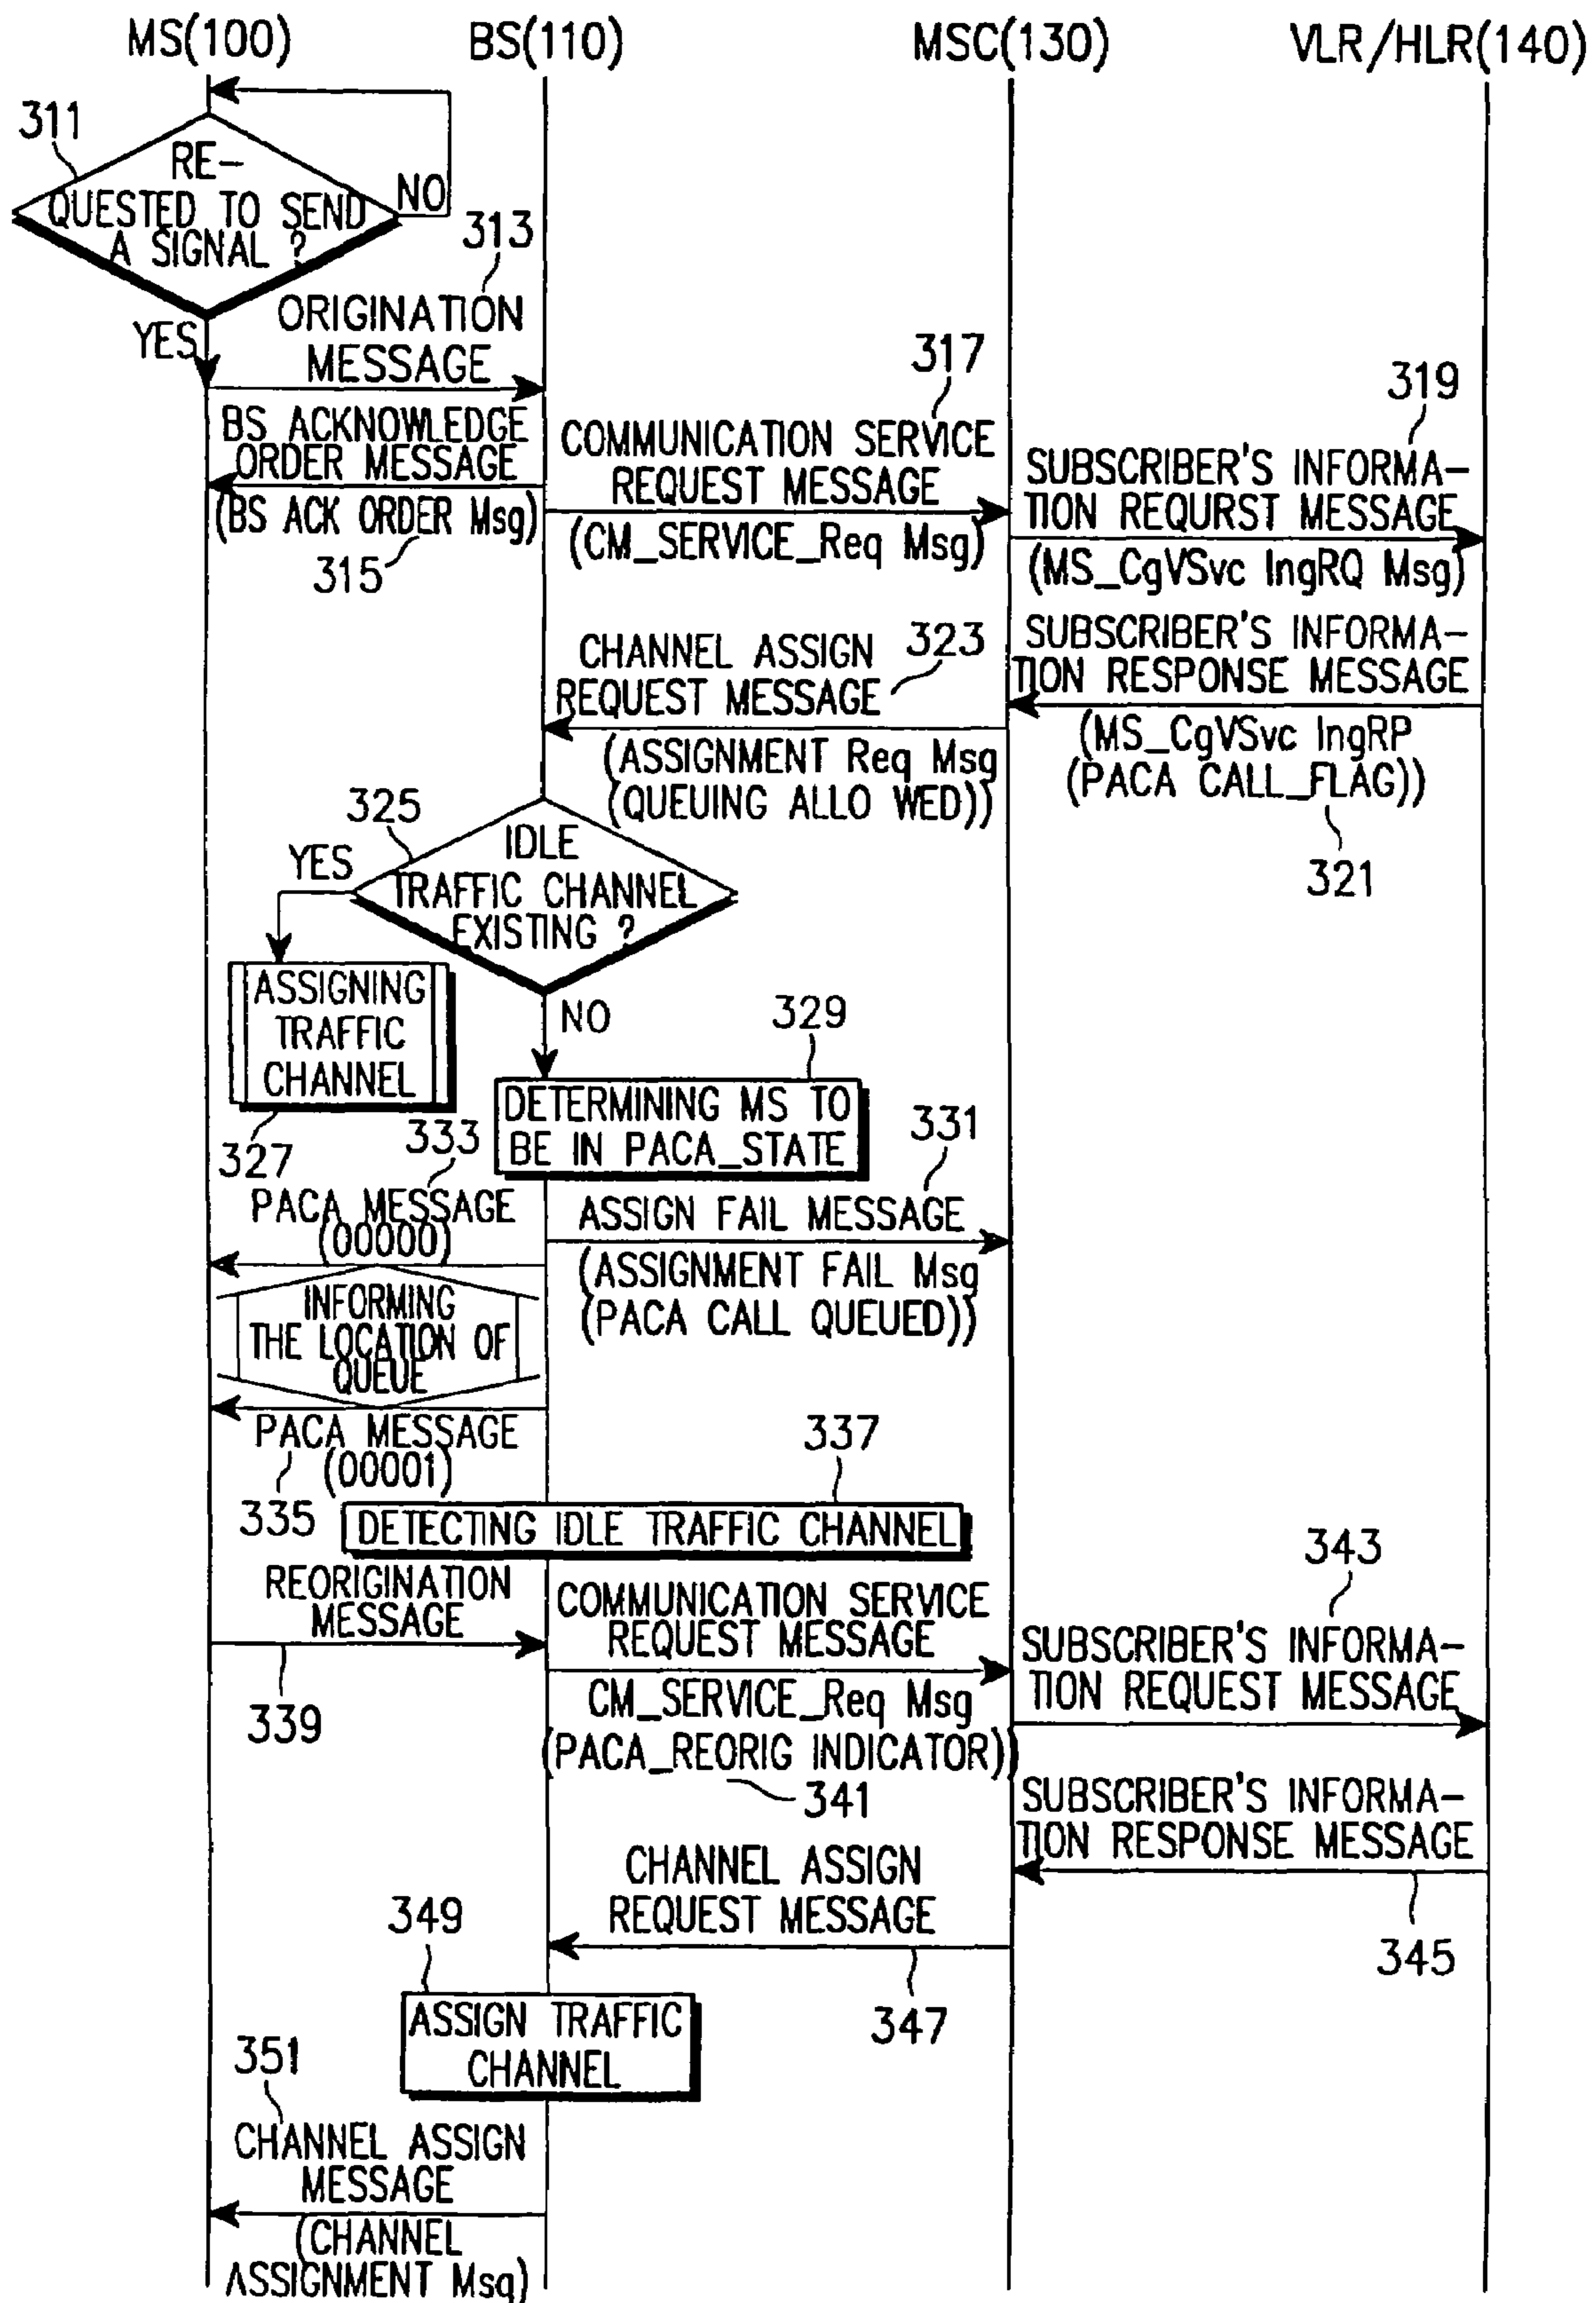 MS(100)
BS(110)
MSC(130)
VLR/HLR(140)
311
RE-
QUESTED TO SEND
A SIGNAL ?
NO
YES
313
ORIGINATION
MESSAGE
BS ACKNOWLEDGE
ORDER MESSAGE
(BS ACK ORDER Msg)
315
317
COMMUNICATION SERVICE
REQUEST MESSAGE
(CM_SERVICE_Req Msg)
319
SUBSCRIBER'S INFORMA-
TION REQURST MESSAGE
(MS_CgVSvc IngRQ Msg)
SUBSCRIBER'S INFORMA-
TION RESPONSE MESSAGE
(MS_CgVSvc IngRP
(PACA CALL_FLAG))
321
323
CHANNEL ASSIGN
REQUEST MESSAGE
(ASSIGNMENT Req Msg
(QUEUING ALLO WED))
325
IDLE
TRAFFIC CHANNEL
EXISTING ?
YES
ASSIGNING
TRAFFIC
CHANNEL
327
NO
329
DETERMINING MS TO
BE IN PACA_STATE
331
ASSIGN FAIL MESSAGE
(ASSIGNMENT FAIL Msg
(PACA CALL QUEUED))
333
PACA MESSAGE
(00000)
INFORMING
THE LOCATION OF
QUEUE
PACA MESSAGE
(00001)
335
337
DETECTING IDLE TRAFFIC CHANNEL
REORIGINATION
MESSAGE
339
COMMUNICATION SERVICE
REQUEST MESSAGE
CM_SERVICE_Req Msg
(PACA_REORIG INDICATOR))
341
343
SUBSCRIBER'S INFORMA-
TION REQUEST MESSAGE
SUBSCRIBER'S INFORMA-
TION RESPONSE MESSAGE
345
CHANNEL ASSIGN
REQUEST MESSAGE
347
349
ASSIGN TRAFFIC
CHANNEL
351
CHANNEL ASSIGN
MESSAGE
(CHANNEL
ASSIGNMENT Msg)